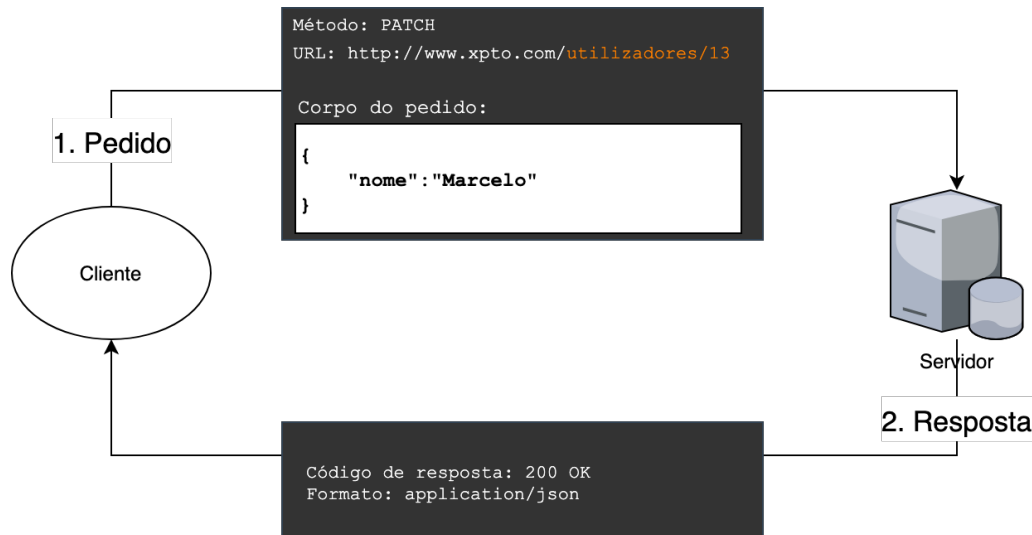 Método: PATCH
URL: http://www.xpto.com/utilizadores/13
Corpo do pedido:
1. Pedido
{
"nome":"Marcelo"
}
Cliente
Servidor
2. Resposta
Código de resposta: 200 OK
Formato: application/json